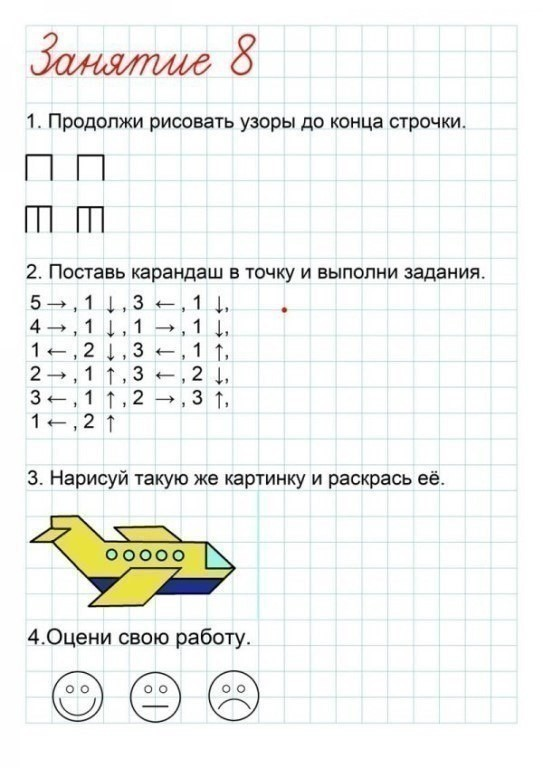 Занятие 8
1. Продолжи рисовать узоры до конца строчки.
2. Поставь карандаш в точку и выполни задания.
5 → , 1 ↓ , 3 ← , 1 ↓,
4 → , 1 ↓ , 1 → , 1 ↓,
1 ← , 2 ↓ , 3 ← , 1 ↑,
2 → , 1 ↑ , 3 ← , 2 ↓,
3 ← , 1 ↑ , 2 → , 3 ↑,
1 ← , 2 ↑
3. Нарисуй такую же картинку и раскрась её.
4.Оцени свою работу.